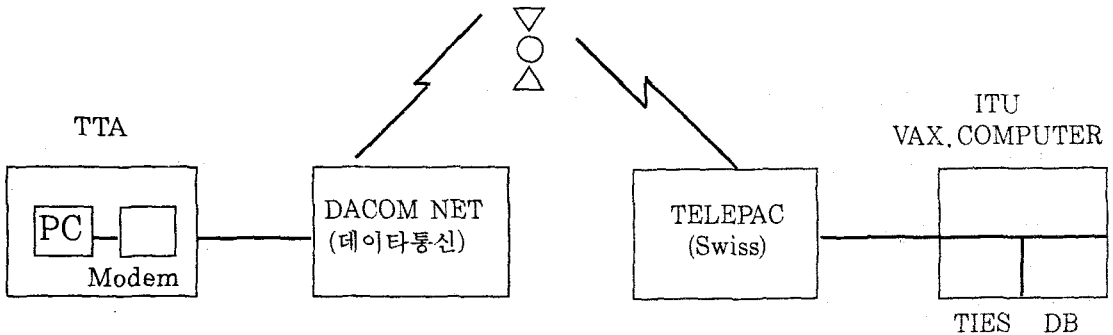 TTA
PC
Modem
DACOM NET
(데이타통신)
TELEPAC
(Swiss)
ITU
VAX, COMPUTER
TIES DB